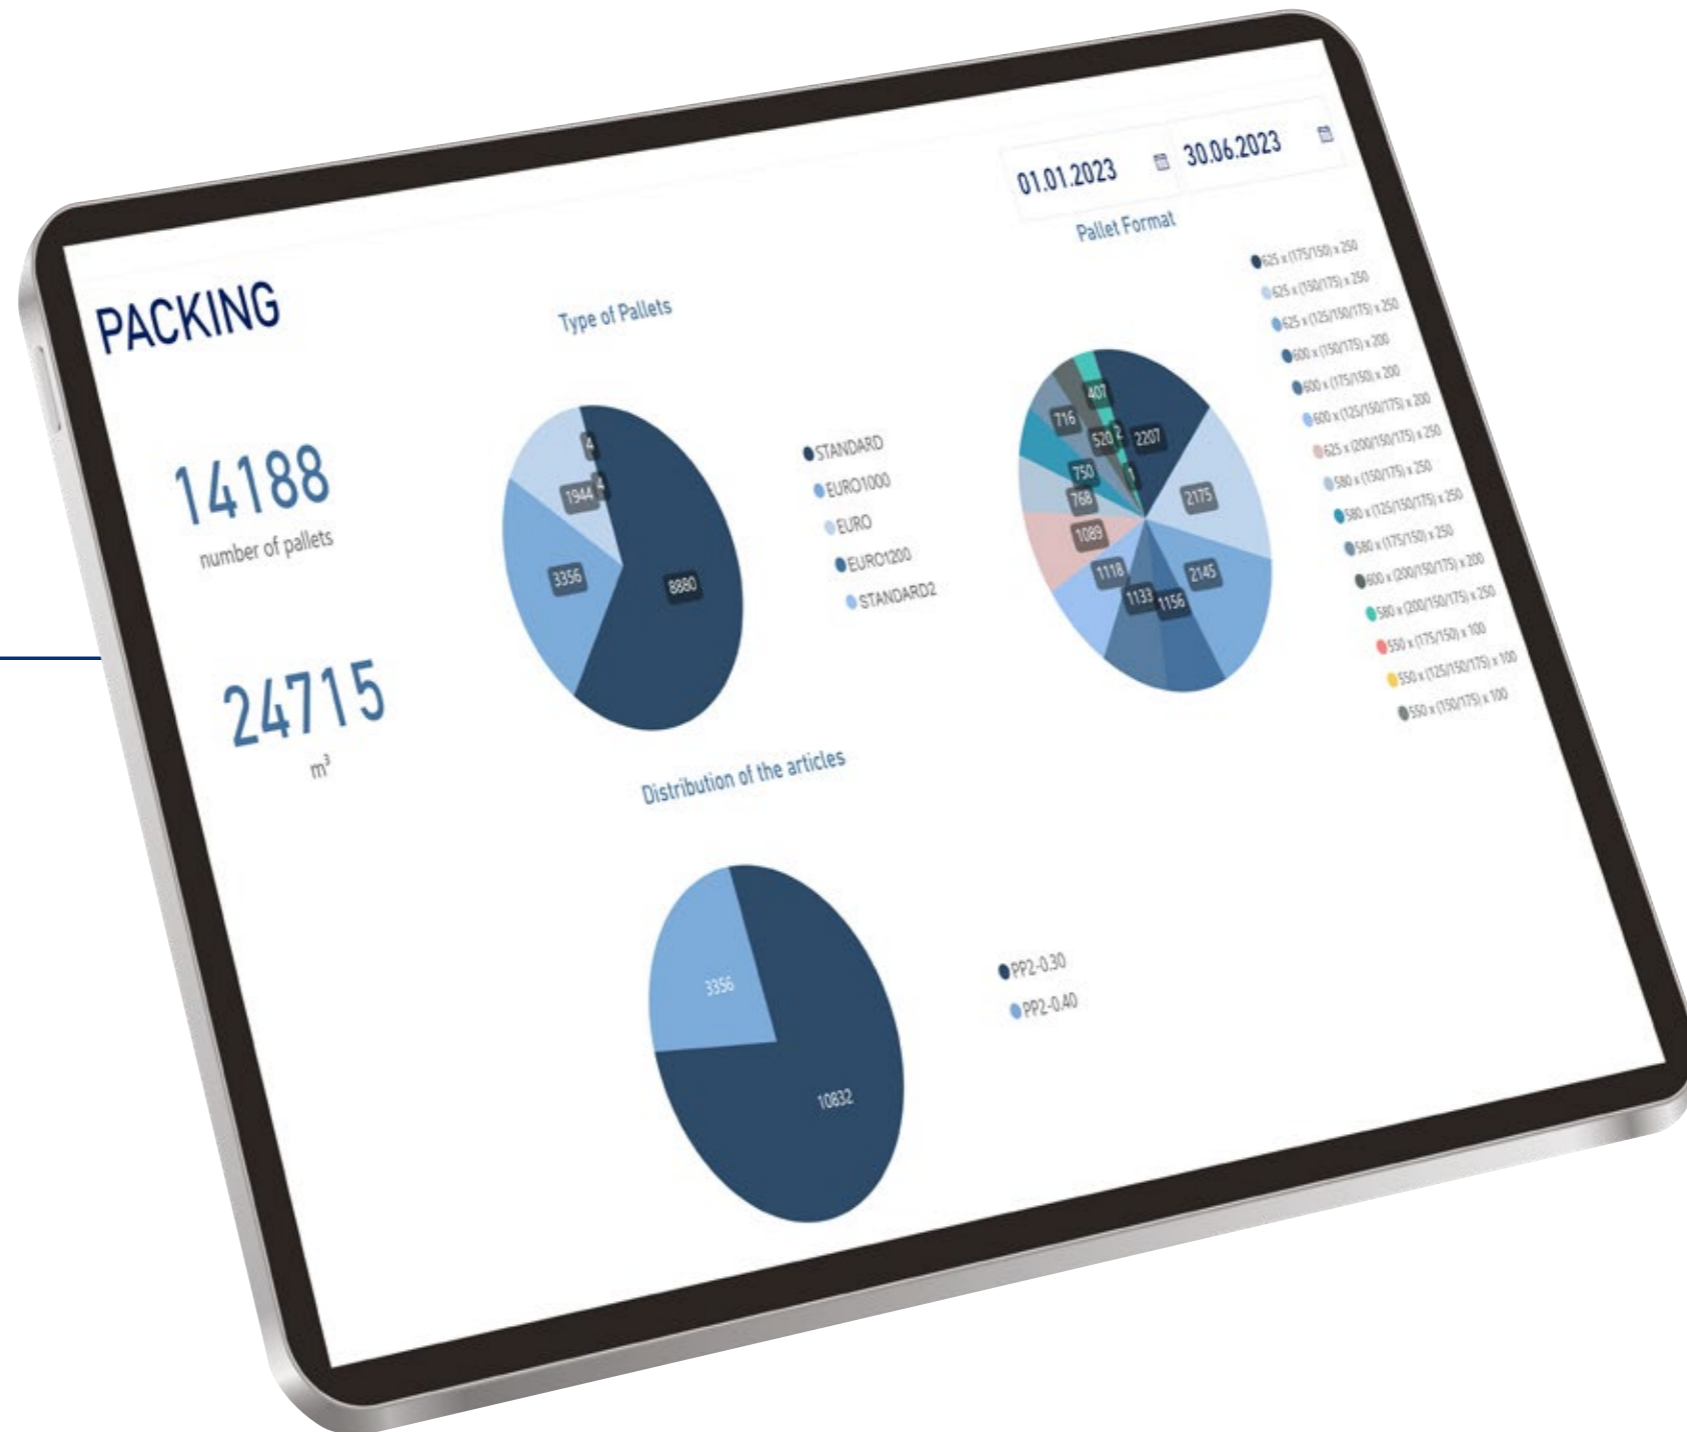 01.01.2023
30.06.2023
PACKING
14188
number of pallets
24715
m³
Type of Pallets
4
1944
4
3356
8880
STANDARD
EURO1000
EURO
EURO1200
STANDARD2
Pallet Format
407
716
520
2
2207
750
1
2175
768
1089
1118
2145
1133
1156
625 x (175/150) x 250
625 x (150/175) x 250
625 x (125/150/175) x 250
600 x (150/175) x 200
600 x (175/150) x 200
600 x (125/150/175) x 200
625 x (200/150/175) x 250
580 x (150/175) x 250
580 x (125/150/175) x 250
580 x (175/150) x 250
600 x (200/150/175) x 200
580 x (200/150/175) x 250
550 x (175/150) x 100
550 x (125/150/175) x 100
550 x (150/175) x 100
Distribution of the articles
3356
10832
PP2-0.30
PP2-0.40